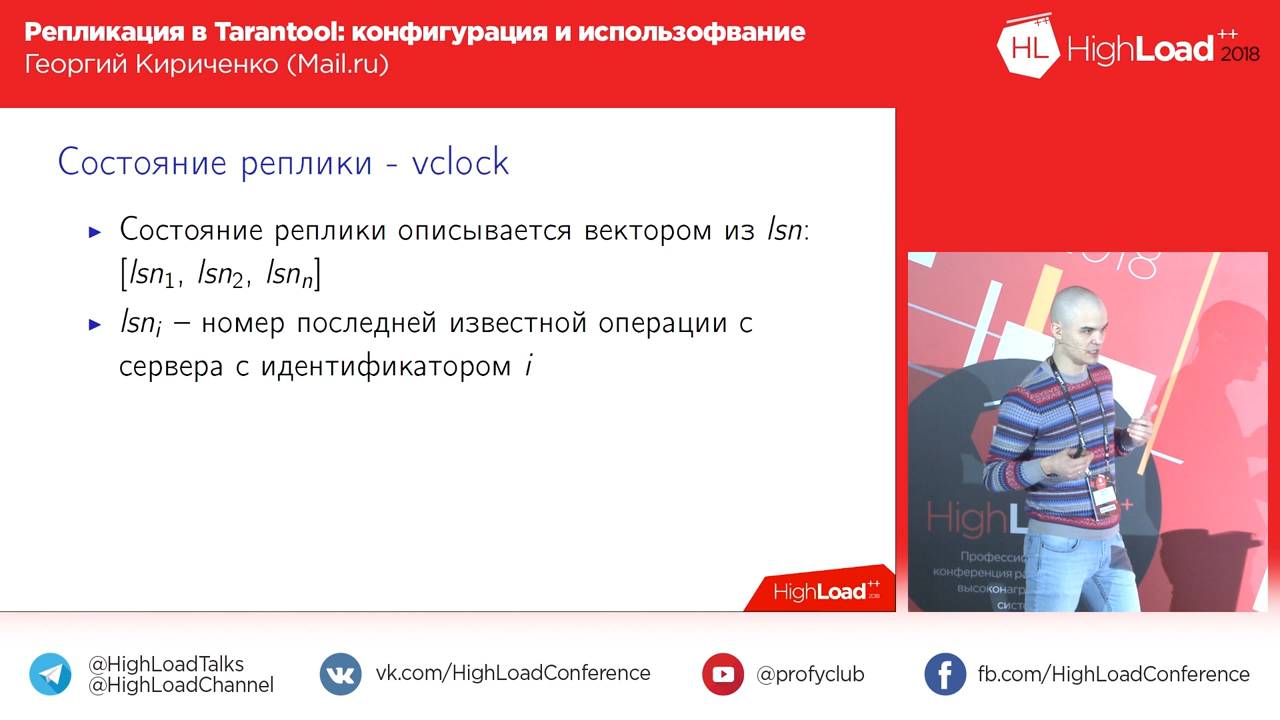 Репликация в Tarantool: конфигурация и использофвание
Георгий Кириченко (Mail.ru)
HL HighLoad++ 2018
Состояние реплики - vclock
▸ Состояние реплики описывается вектором из lsn:
[lsn₁, lsn₂, lsnₙ]
▸ lsnᵢ – номер последней известной операции с
сервера с идентификатором i
HighLoad++ 2018
@HighLoadTalks
@HighLoadChannel
vk.com/HighLoadConference
@profyclub
fb.com/HighLoadConference